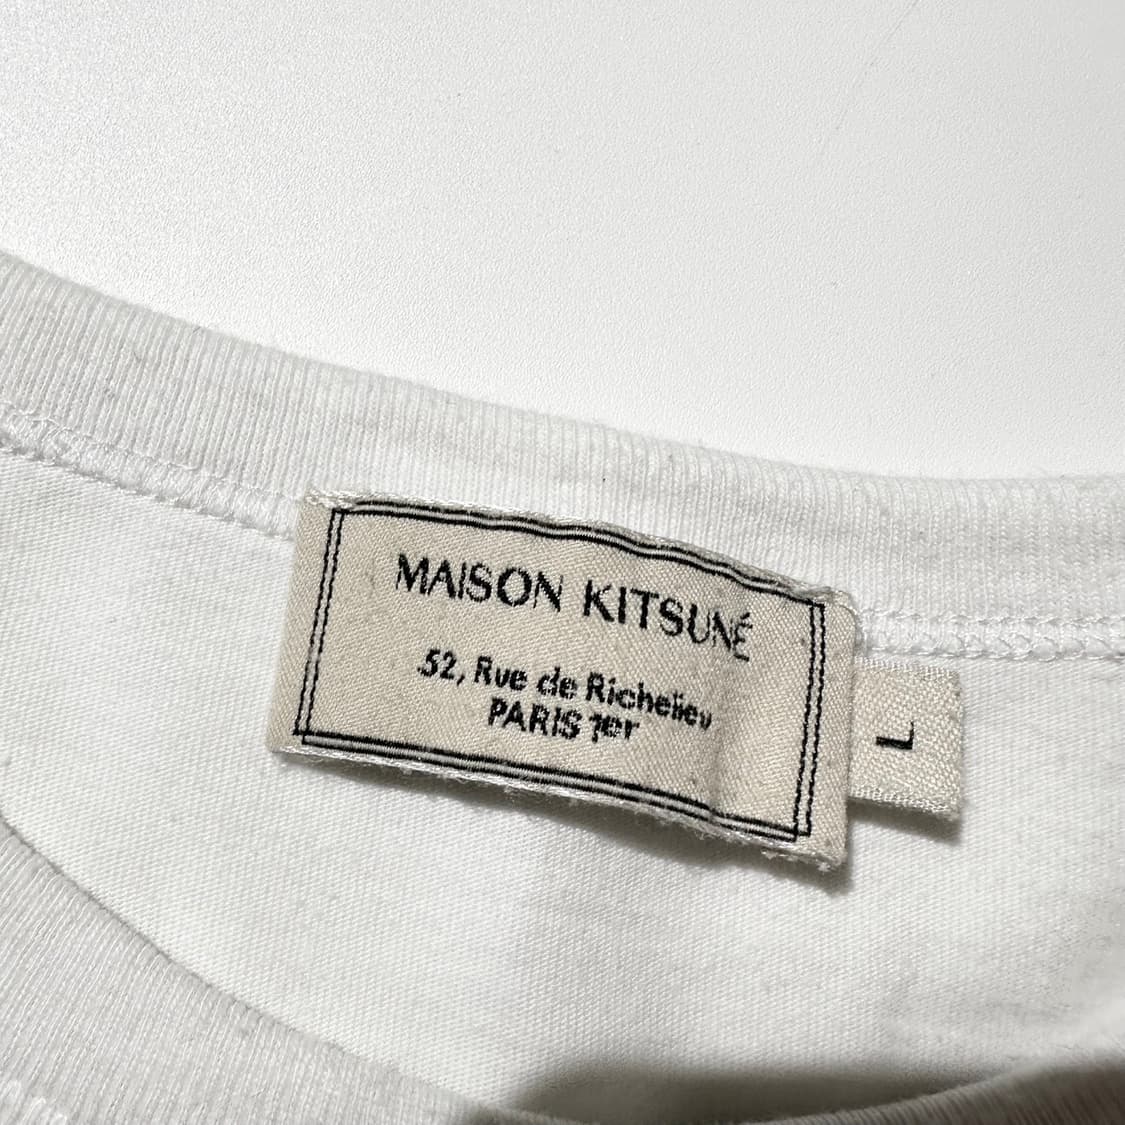 MAISON KITSUNÉ
52, Rue de Richelieu
PARIS 1er
L